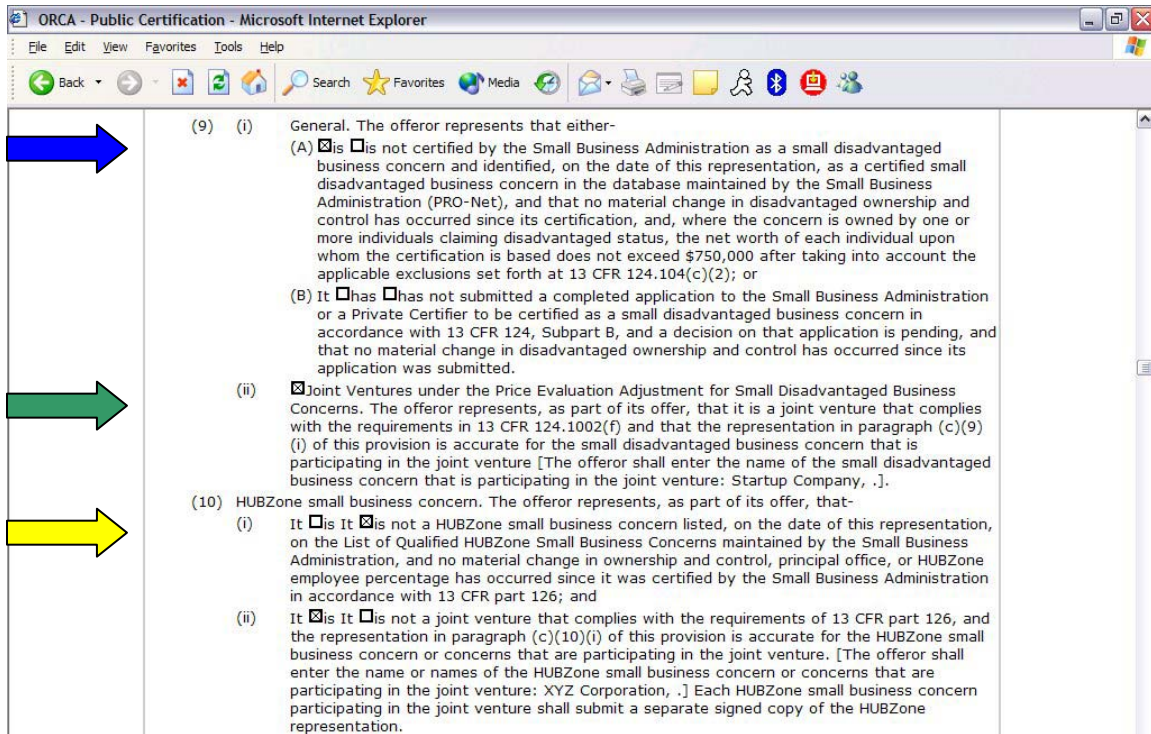 ORCA - Public Certification - Microsoft Internet Explorer
File Edit View Favorites Tools Help
Back Search Favorites Media
(9) (i) General. The offeror represents that either-
(A) ☒is ☐is not certified by the Small Business Administration as a small disadvantaged
business concern and identified, on the date of this representation, as a certified small
disadvantaged business concern in the database maintained by the Small Business
Administration (PRO-Net), and that no material change in disadvantaged ownership and
control has occurred since its certification, and, where the concern is owned by one or
more individuals claiming disadvantaged status, the net worth of each individual upon
whom the certification is based does not exceed $750,000 after taking into account the
applicable exclusions set forth at 13 CFR 124.104(c)(2); or
(B) It ☐has ☐has not submitted a completed application to the Small Business Administration
or a Private Certifier to be certified as a small disadvantaged business concern in
accordance with 13 CFR 124, Subpart B, and a decision on that application is pending, and
that no material change in disadvantaged ownership and control has occurred since its
application was submitted.
(ii) ☒Joint Ventures under the Price Evaluation Adjustment for Small Disadvantaged Business
Concerns. The offeror represents, as part of its offer, that it is a joint venture that complies
with the requirements in 13 CFR 124.1002(f) and that the representation in paragraph (c)(9)
(i) of this provision is accurate for the small disadvantaged business concern that is
participating in the joint venture [The offeror shall enter the name of the small disadvantaged
business concern that is participating in the joint venture: Startup Company, .].
(10) HUBZone small business concern. The offeror represents, as part of its offer, that-
(i) It ☐is It ☒is not a HUBZone small business concern listed, on the date of this representation,
on the List of Qualified HUBZone Small Business Concerns maintained by the Small Business
Administration, and no material change in ownership and control, principal office, or HUBZone
employee percentage has occurred since it was certified by the Small Business Administration
in accordance with 13 CFR part 126; and
(ii) It ☒is It ☐is not a joint venture that complies with the requirements of 13 CFR part 126, and
the representation in paragraph (c)(10)(i) of this provision is accurate for the HUBZone small
business concern or concerns that are participating in the joint venture. [The offeror shall
enter the name or names of the HUBZone small business concern or concerns that are
participating in the joint venture: XYZ Corporation, .] Each HUBZone small business concern
participating in the joint venture shall submit a separate signed copy of the HUBZone
representation.